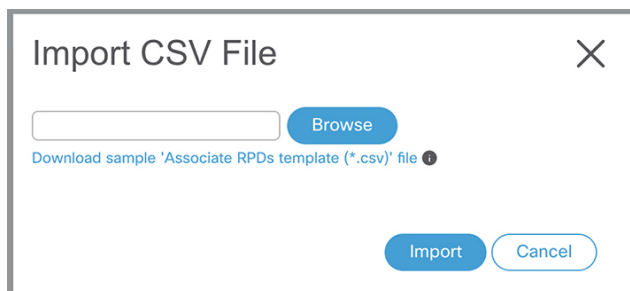 Import CSV File
Browse
Download sample 'Associate RPDs template (*.csv)' file
Import
Cancel